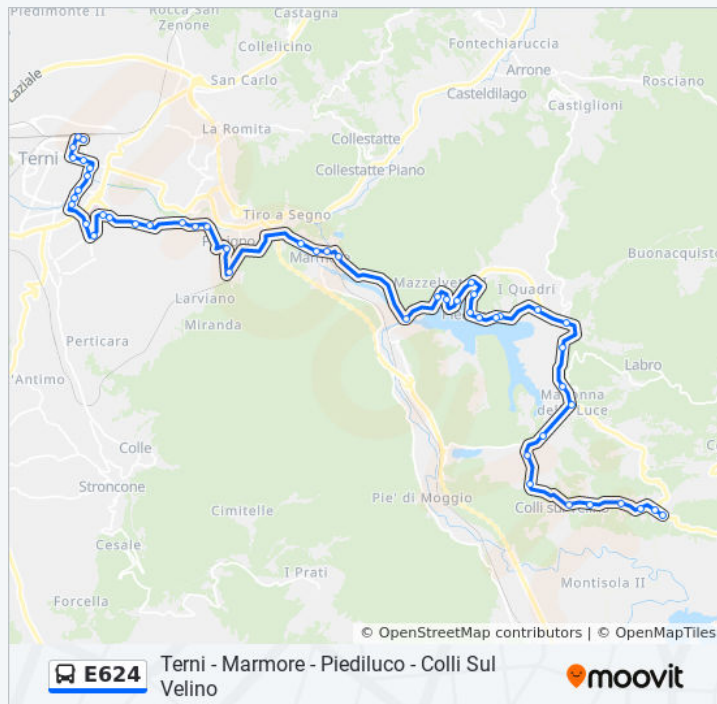 Piedimonte II
Rocca San
Zenone
Castagna
Collelicino
Fontechiaruccia
San Carlo
Arrone
Rosciano
Laziale
Casteldilago
Castiglioni
La Romita
Collestatte
Terni
Collestatte Piano
Tiro a Segno
Buonacquisto
Marmore
Mazzelvetta
I Quadri
Larviano
Miranda
Perticara
Labro
'Antimo
Madonna
della Luce
Colle
Stroncone
Pie' di Moggio
Colli sul Velino
Cimitelle
Cesale
I Prati
Montisola II
Forcella
© OpenStreetMap contributors | © OpenMapTiles
E624
Terni - Marmore - Piediluco - Colli Sul
Velino
moovit